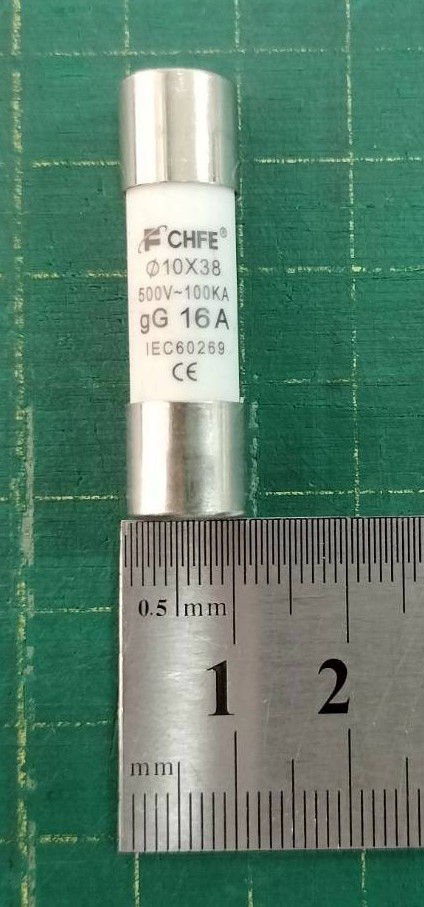 CHFE®
Ø10X38
500V~100KA
gG 16A
IEC60269
CE
0.5 mm
1 2
mm